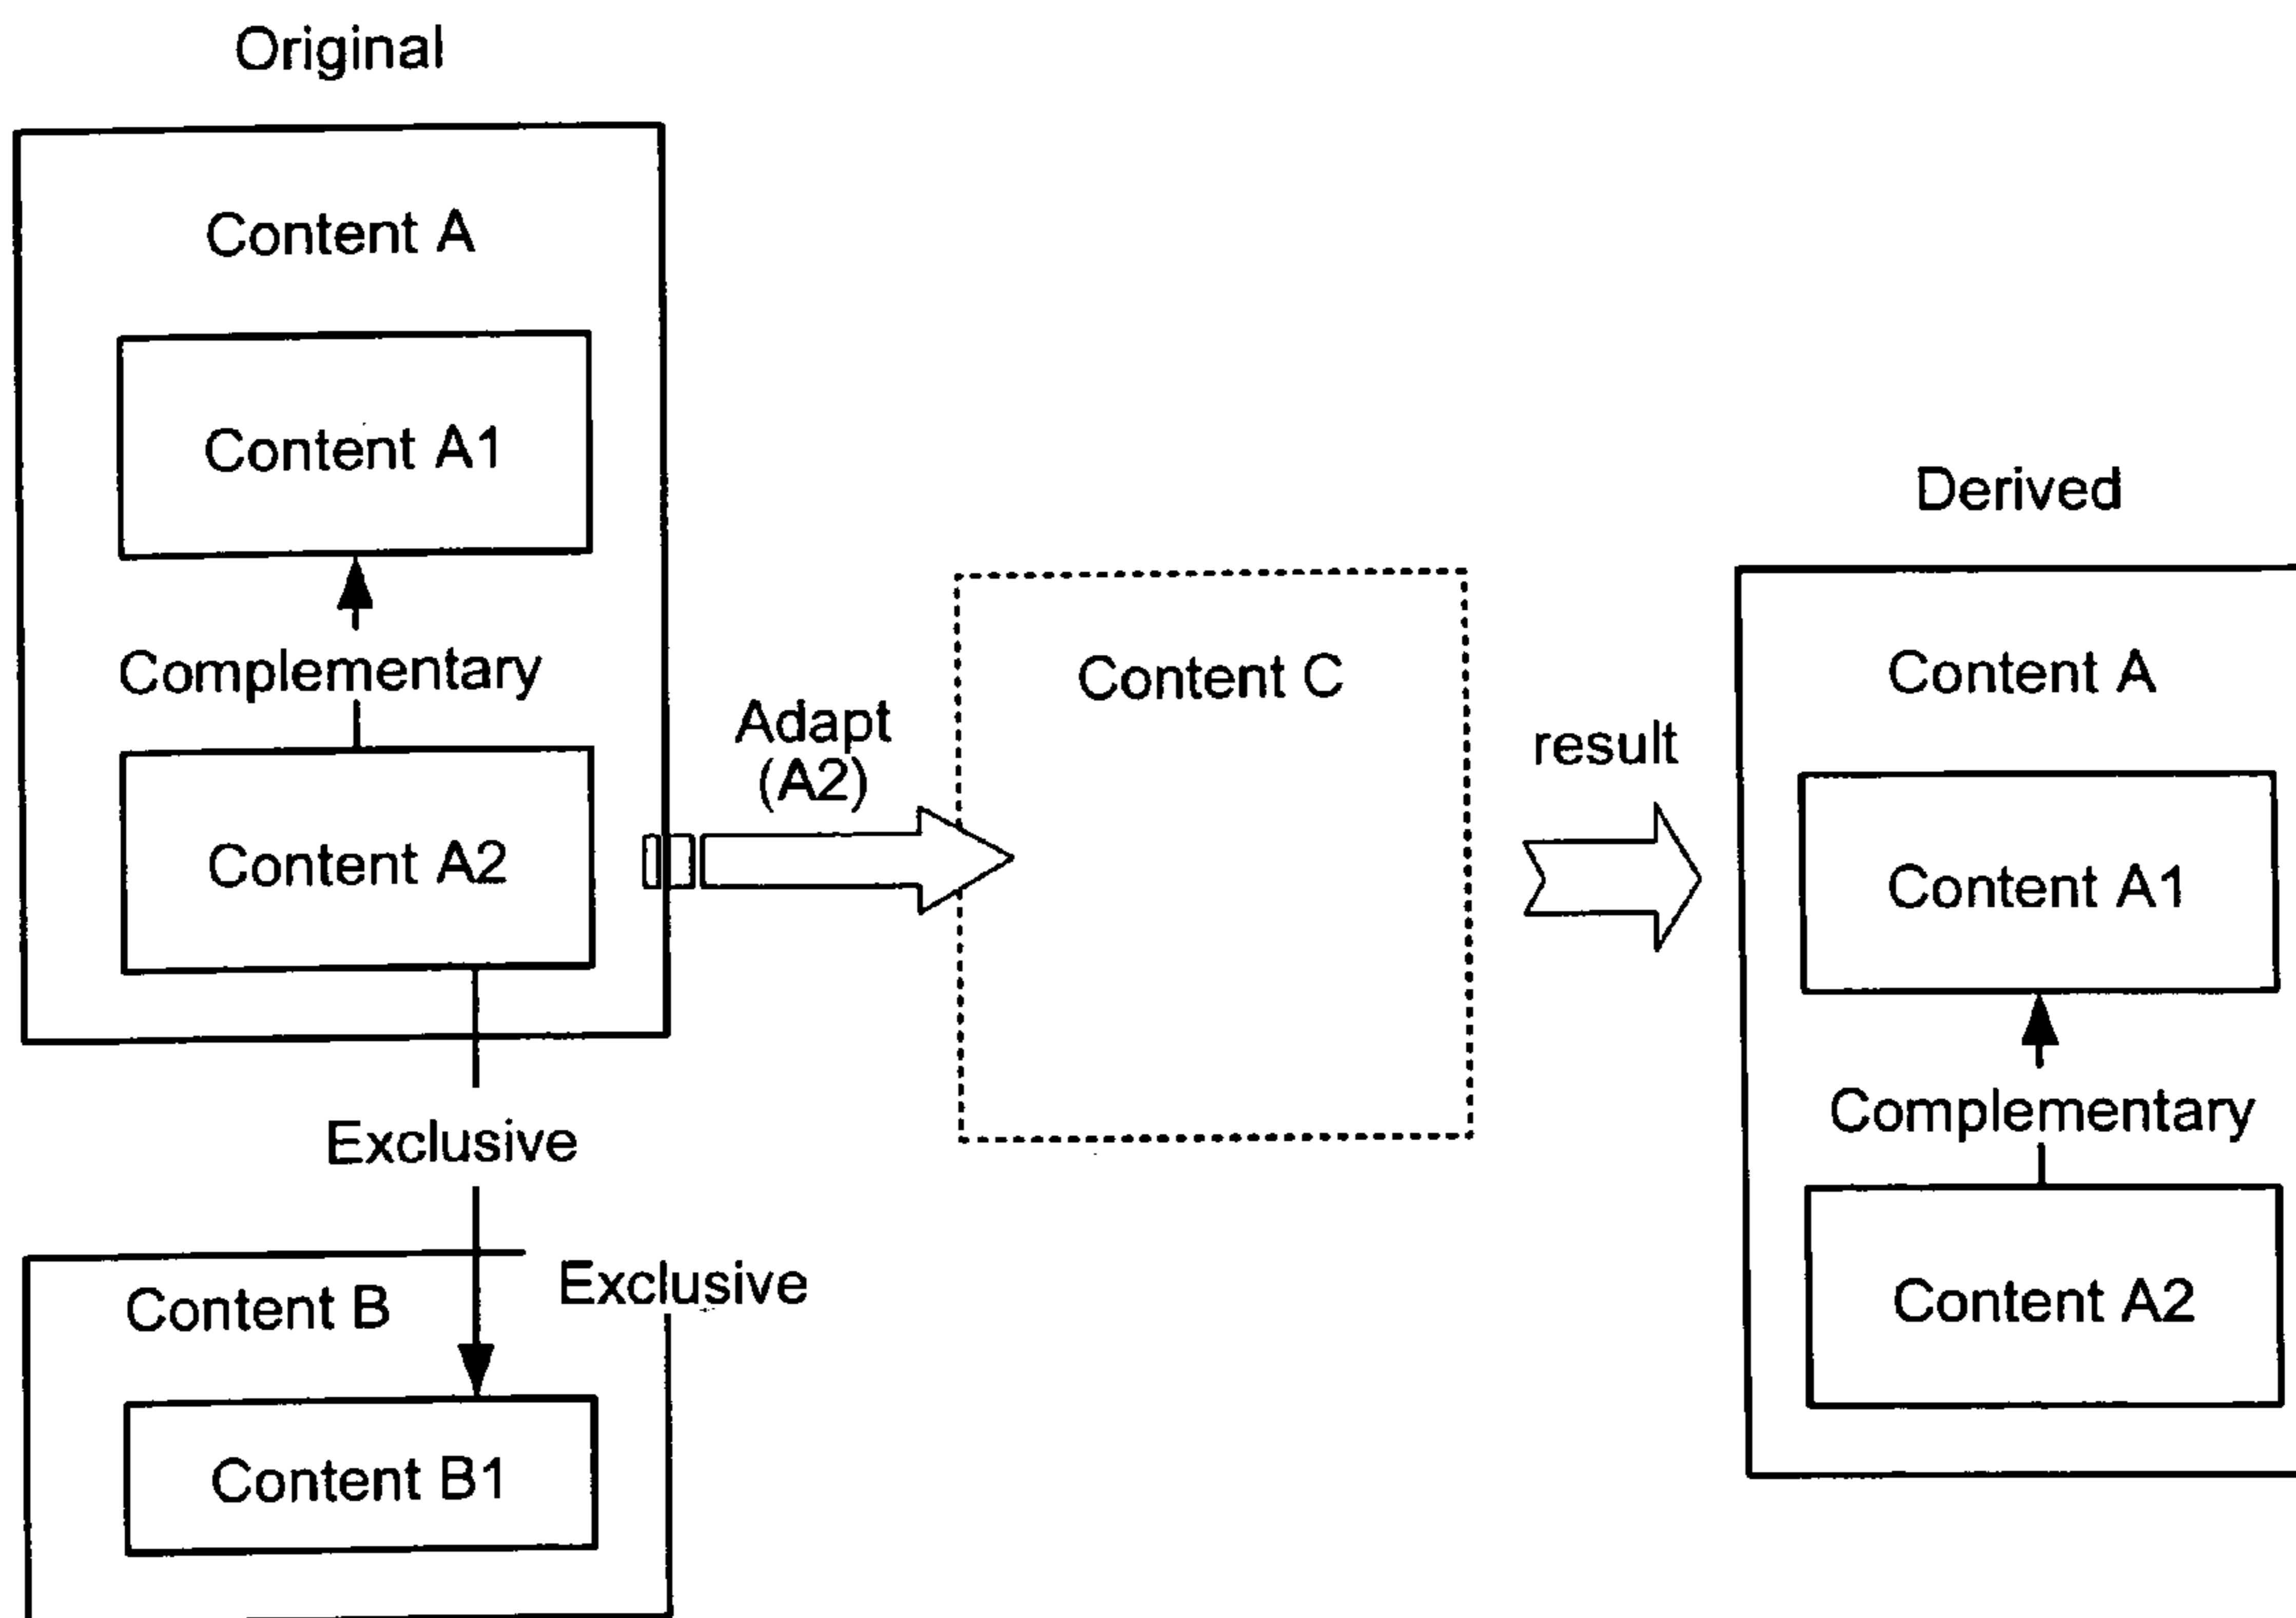 Original
Content A
Content A1
Complementary
Content A2
Exclusive
Content B
Exclusive
Content B1
Adapt
(A2)
Content C
result
Derived
Content A
Content A1
Complementary
Content A2